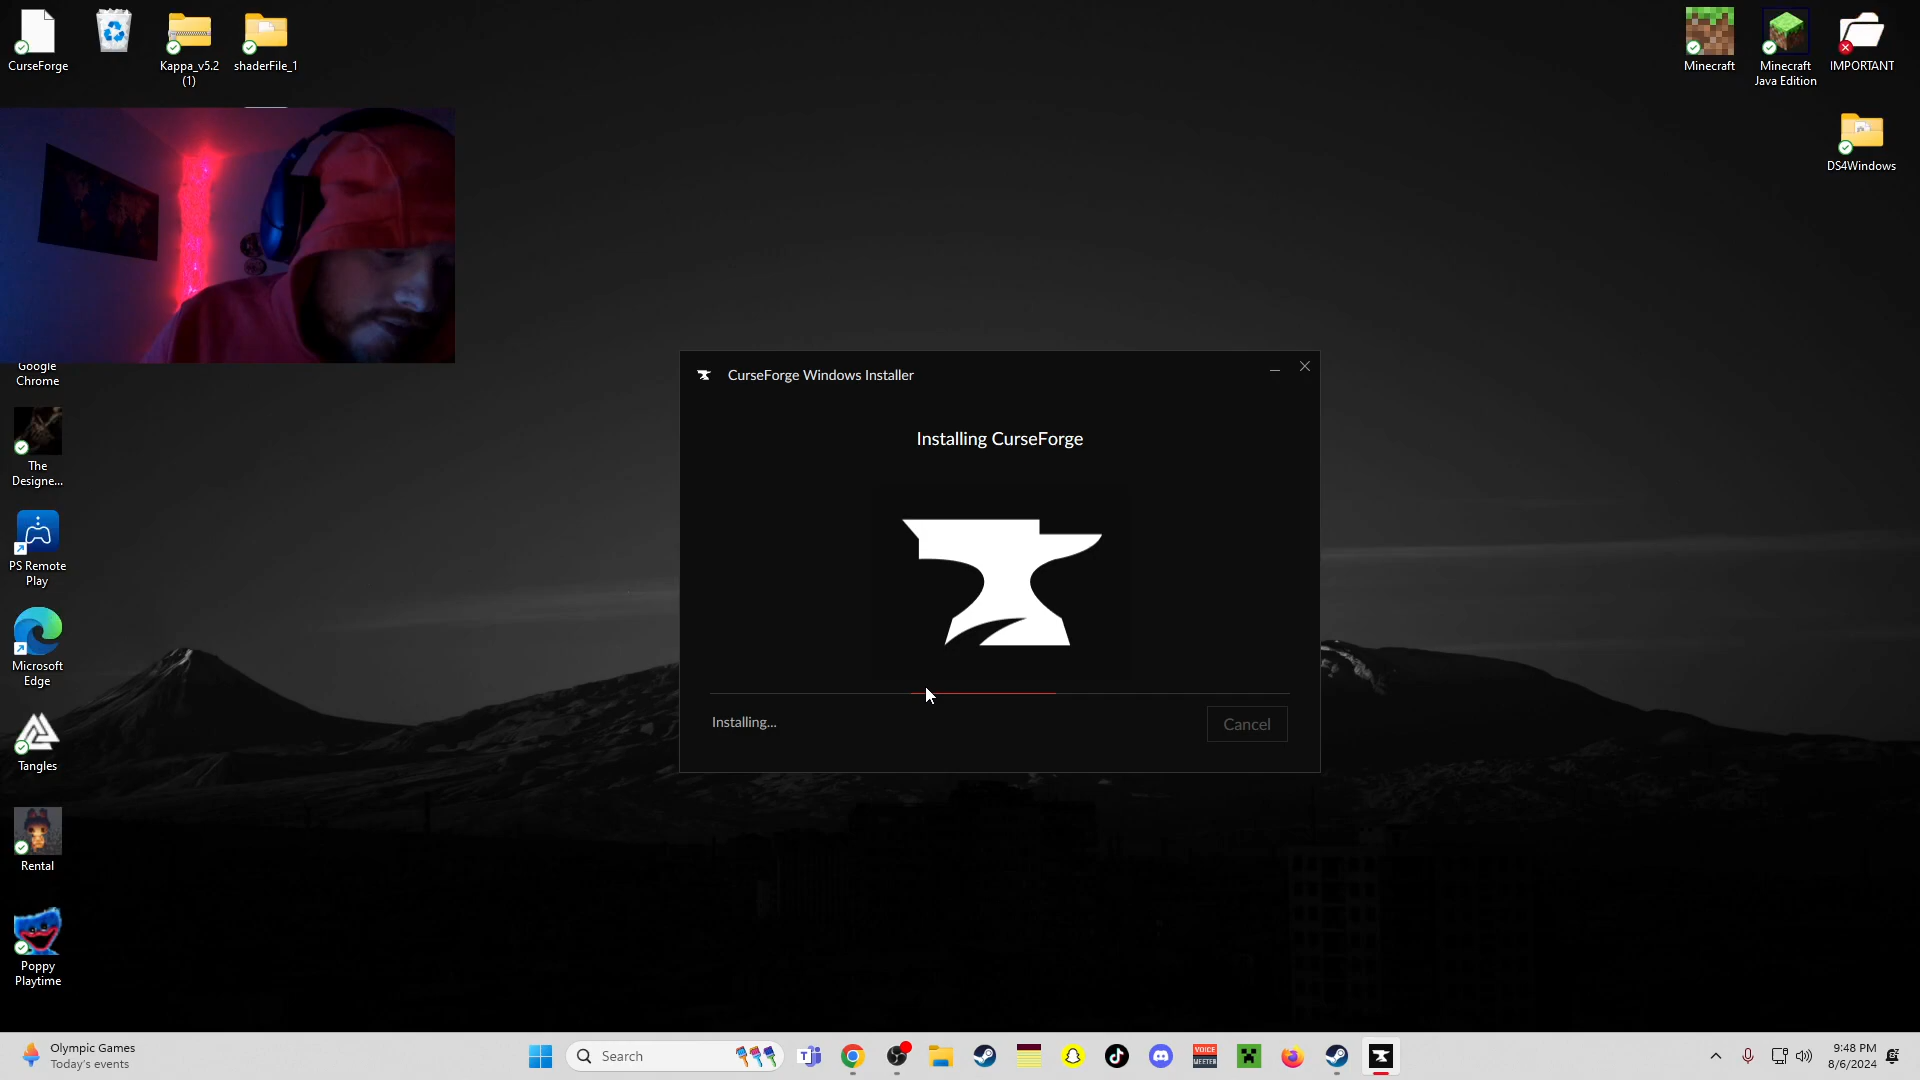 CurseForge
Kappa_v5.2
(1)
shaderFile_1
Minecraft
Minecraft
Java Edition
IMPORTANT
DS4Windows
Google
Chrome
The
Designe...
PS Remote
Play
Microsoft
Edge
Tangles
Rental
Poppy
Playtime
CurseForge Windows Installer
Installing CurseForge
Installing...
Cancel
Olympic Games
Today's events
Search
VOICE
MEETER
9:48 PM
8/6/2024